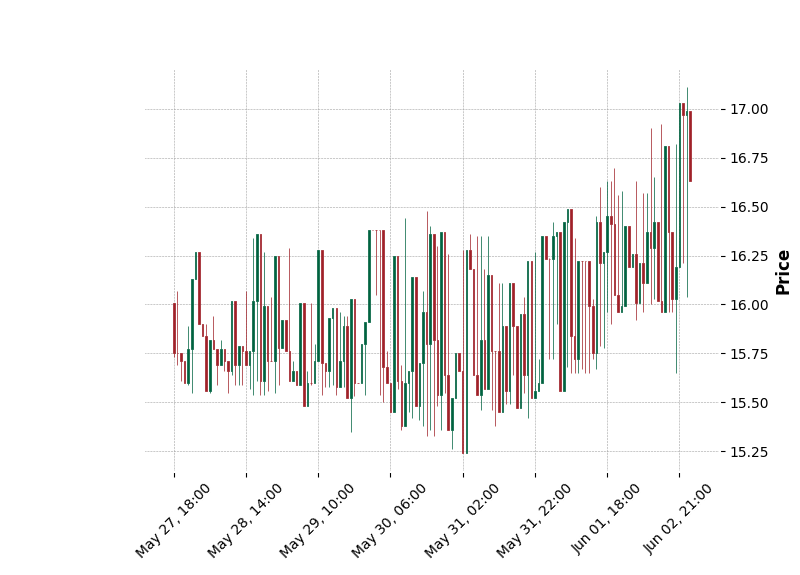 17.00
16.75
16.50
16.25
16.00
15.75
15.50
15.25
Price
May 27, 18:00
May 28, 14:00
May 29, 10:00
May 30, 06:00
May 31, 02:00
May 31, 22:00
Jun 01, 18:00
Jun 02, 21:00